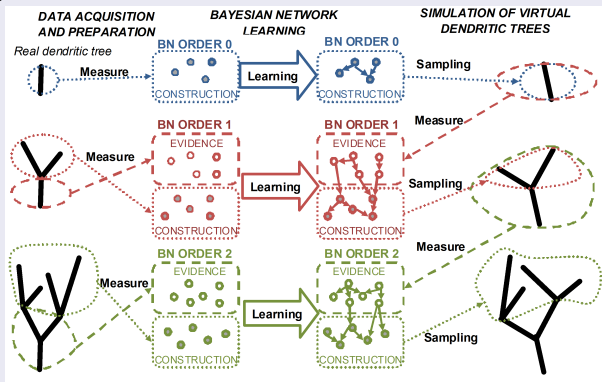 DATA ACQUISITION
AND PREPARATION
BAYESIAN NETWORK
LEARNING
SIMULATION OF VIRTUAL
DENDRITIC TREES
Real dendritic tree
Measure
BN ORDER 0
CONSTRUCTION
Learning
BN ORDER 0
CONSTRUCTION
Sampling
Measure
Measure
BN ORDER 1
EVIDENCE
CONSTRUCTION
Learning
BN ORDER 1
EVIDENCE
CONSTRUCTION
Sampling
Measure
Measure
BN ORDER 2
EVIDENCE
CONSTRUCTION
Learning
BN ORDER 2
EVIDENCE
CONSTRUCTION
Sampling